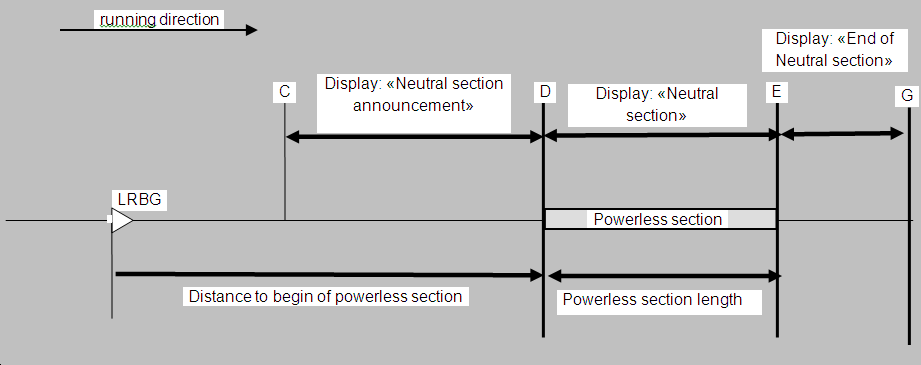 running direction
Display: «End of
Neutral section»
C
Display: «Neutral section
announcement»
D
Display: «Neutral
section»
E
G
LRBG
Powerless section
Distance to begin of powerless section
Powerless section length